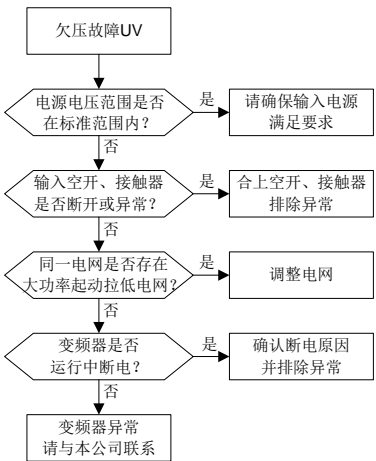 欠压故障UV
电源电压范围是否
在标准范围内？
是
请确保输入电源
满足要求
否
输入空开、接触器
是否断开或异常？
是
合上空开、接触器
排除异常
否
同一电网是否存在
大功率起动拉低电网？
是
调整电网
否
变频器是否
运行中断电？
是
确认断电原因
并排除异常
否
变频器异常
请与本公司联系